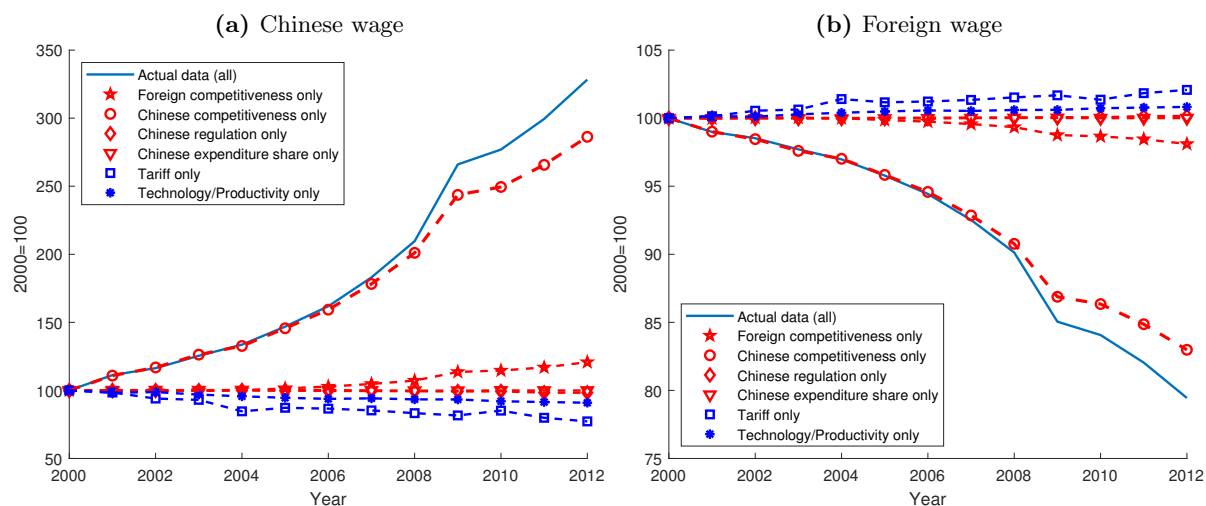 (a) Chinese wage
350
300
250
200
150
100
50
2000=100
Actual data (all)
Foreign competitiveness only
Chinese competitiveness only
Chinese regulation only
Chinese expenditure share only
Tariff only
Technology/Productivity only
2000 2002 2004 2006 2008 2010 2012
Year
(b) Foreign wage
105
100
95
90
85
80
75
2000=100
Actual data (all)
Foreign competitiveness only
Chinese competitiveness only
Chinese regulation only
Chinese expenditure share only
Tariff only
Technology/Productivity only
2000 2002 2004 2006 2008 2010 2012
Year